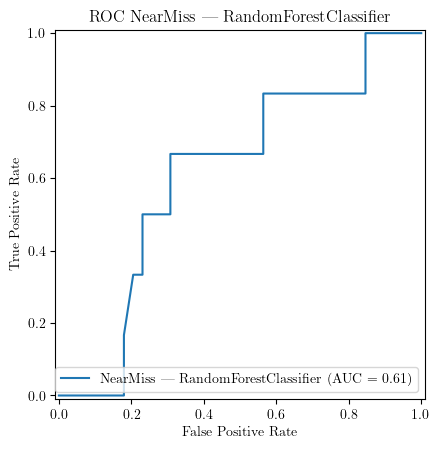 ROC NearMiss — RandomForestClassifier
1.0
0.8
0.6
0.4
0.2
0.0
True Positive Rate
NearMiss — RandomForestClassifier (AUC = 0.61)
0.0 0.2 0.4 0.6 0.8 1.0
False Positive Rate